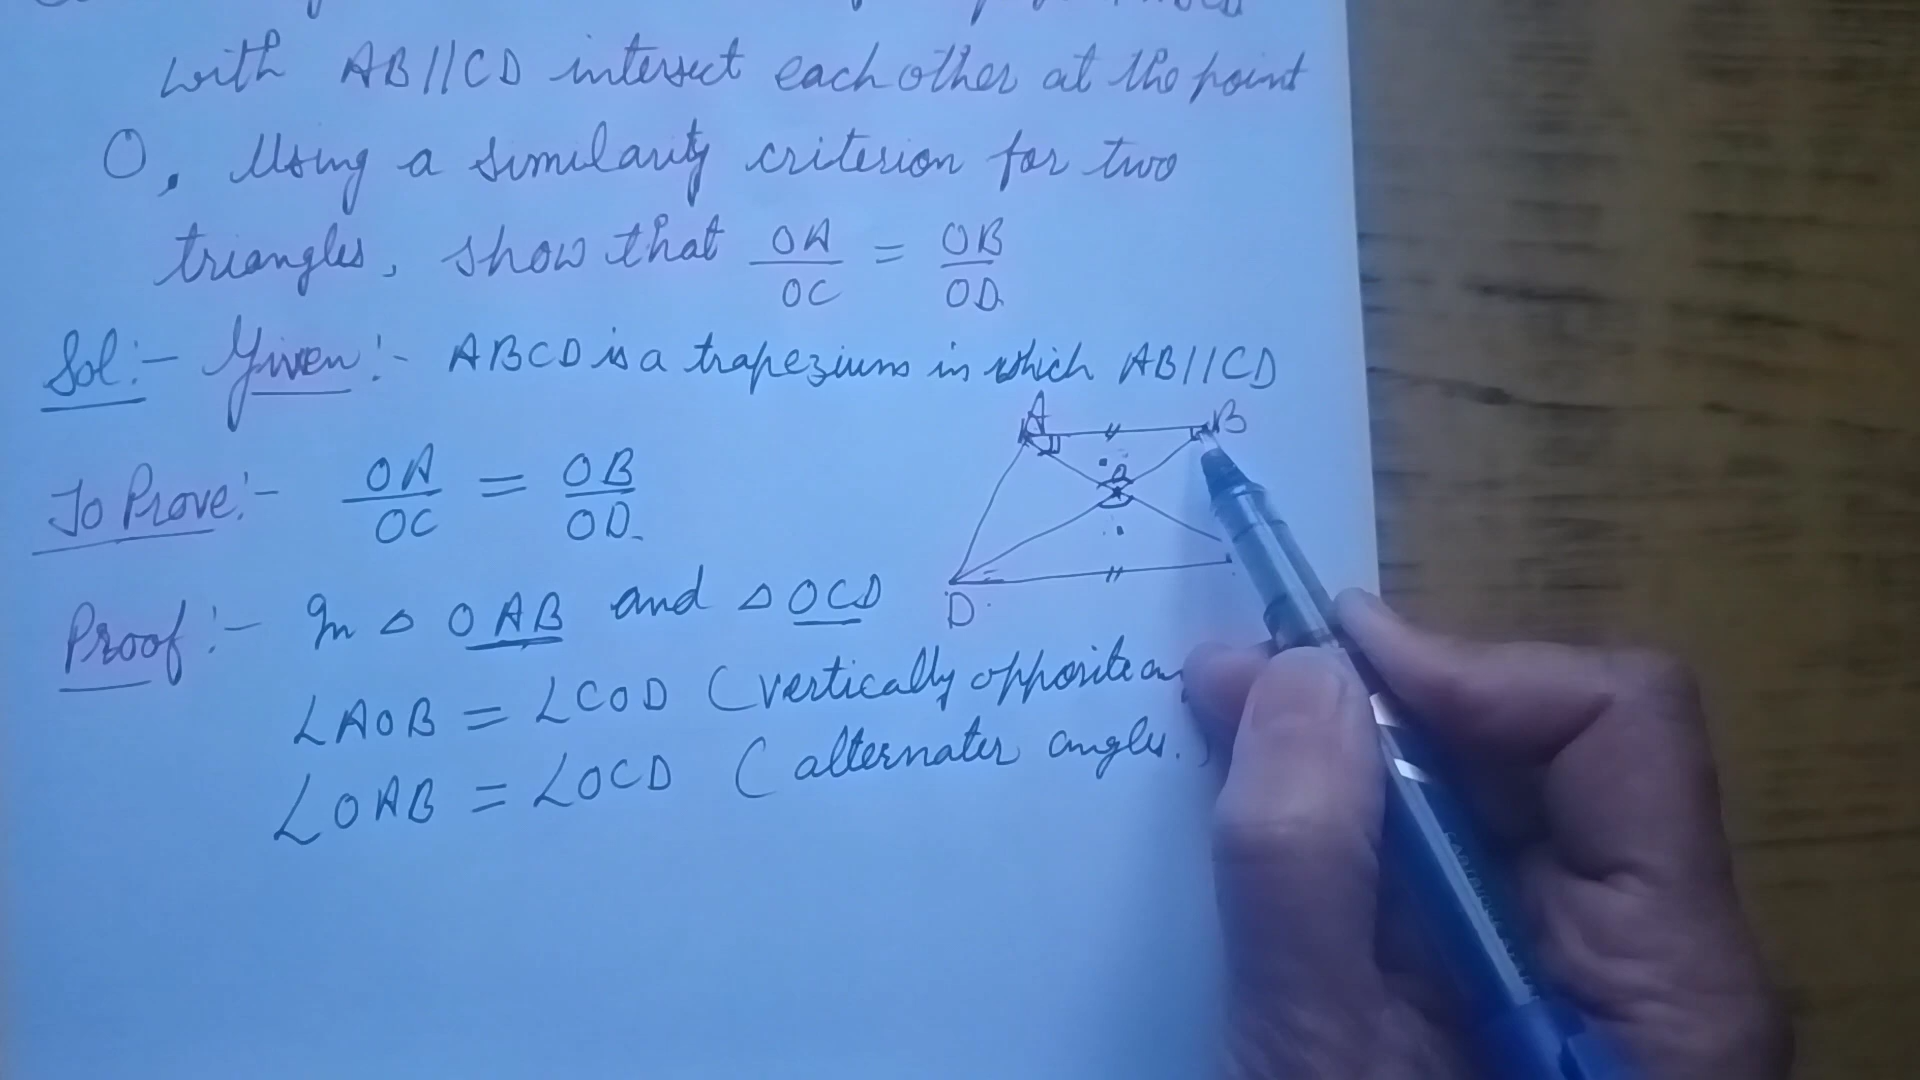 with AB//CD intersect each other at the point
O, Using a similarity criterion for two
triangles, show that OA/OC = OB/OD.
Sol:- Given:- ABCD is a trapezium in which AB//CD
A B
To Prove:- OA/OC = OB/OD.
D
Proof:- In △ OAB and △ OCD
∠AOB = ∠COD (vertically opposite an
∠OAB = ∠OCD (alternater angles.)